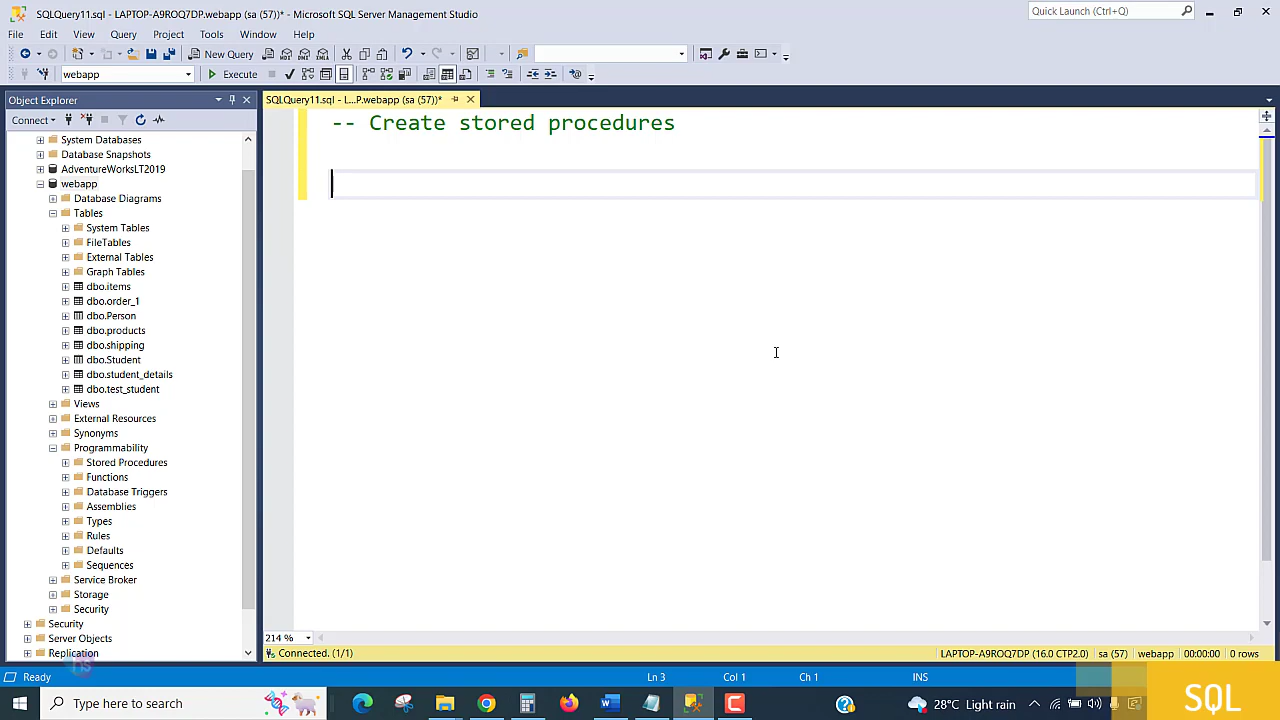 SQLQuery11.sql - LAPTOP-A9ROQ7DP.webapp (sa (57))* - Microsoft SQL Server Management Studio
Quick Launch (Ctrl+Q)
File Edit View Query Project Tools Window Help
New Query
webapp
Execute
Object Explorer
SQLQuery11.sql - L...P.webapp (sa (57))*
Connect
-- Create stored procedures
System Databases
Database Snapshots
AdventureWorksLT2019
webapp
Database Diagrams
Tables
System Tables
FileTables
External Tables
Graph Tables
dbo.items
dbo.order_1
dbo.Person
dbo.products
dbo.shipping
dbo.Student
dbo.student_details
dbo.test_student
Views
External Resources
Synonyms
Programmability
Stored Procedures
Functions
Database Triggers
Assemblies
Types
Rules
Defaults
Sequences
Service Broker
Storage
Security
Security
Server Objects
Replication
214 %
Connected. (1/1)
LAPTOP-A9ROQ7DP (16.0 CTP2.0) sa (57) webapp 00:00:00 0 rows
Ready
Ln 3 Col 1 Ch 1 INS
Type here to search
28°C Light rain
SQL